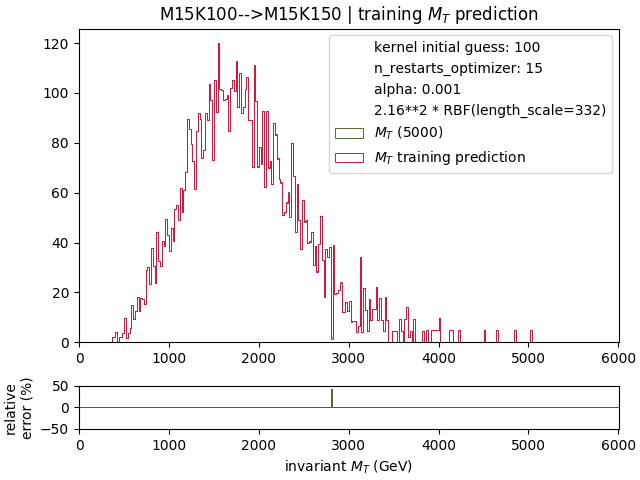 M15K100-->M15K150 | training M_T prediction
kernel initial guess: 100
n_restarts_optimizer: 15
alpha: 0.001
2.16**2 * RBF(length_scale=332)
M_T (5000)
M_T training prediction
120
100
80
60
40
20
0
0 1000 2000 3000 4000 5000 6000
relative
error (%)
50
0
−50
0 1000 2000 3000 4000 5000 6000
invariant M_T (GeV)